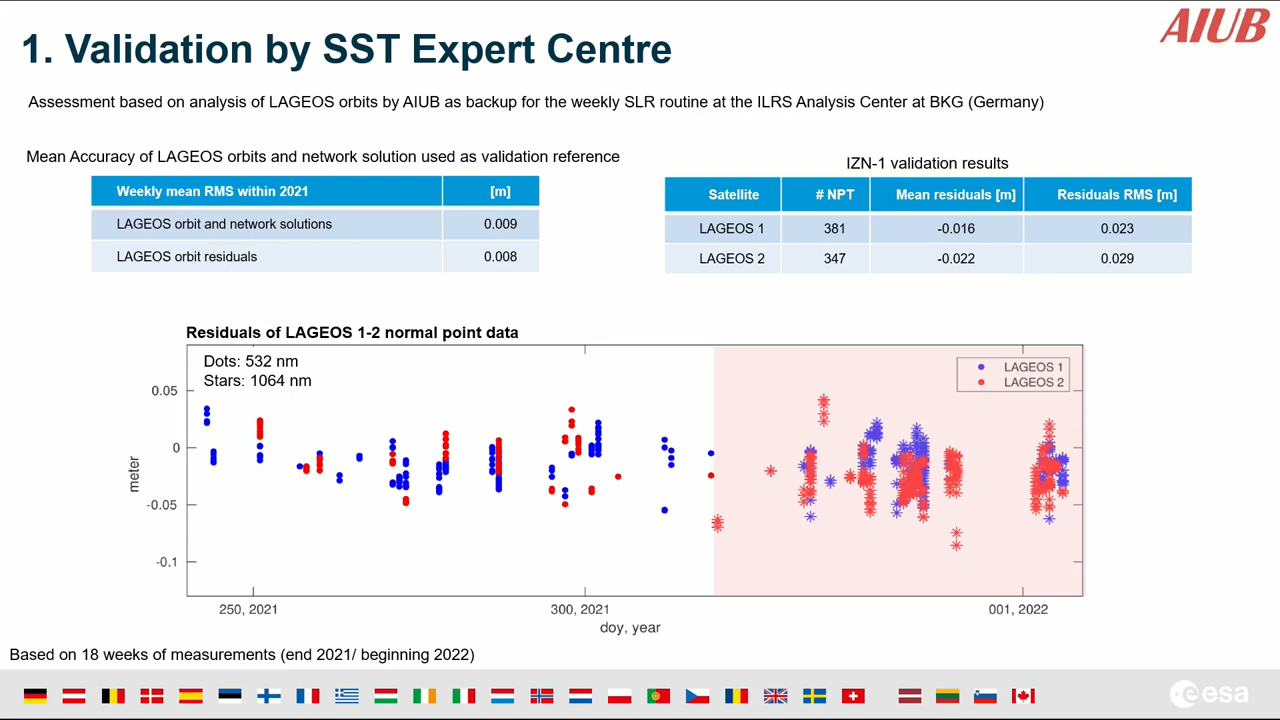 AIUB
1. Validation by SST Expert Centre
Assessment based on analysis of LAGEOS orbits by AIUB as backup for the weekly SLR routine at the ILRS Analysis Center at BKG (Germany)
Mean Accuracy of LAGEOS orbits and network solution used as validation reference
Weekly mean RMS within 2021 [m]
LAGEOS orbit and network solutions 0.009
LAGEOS orbit residuals 0.008
IZN-1 validation results
Satellite # NPT Mean residuals [m] Residuals RMS [m]
LAGEOS 1 381 -0.016 0.023
LAGEOS 2 347 -0.022 0.029
Residuals of LAGEOS 1-2 normal point data
Dots: 532 nm
Stars: 1064 nm
LAGEOS 1
LAGEOS 2
0.05
0
-0.05
-0.1
meter
250, 2021 300, 2021 001, 2022
doy, year
Based on 18 weeks of measurements (end 2021/ beginning 2022)
esa